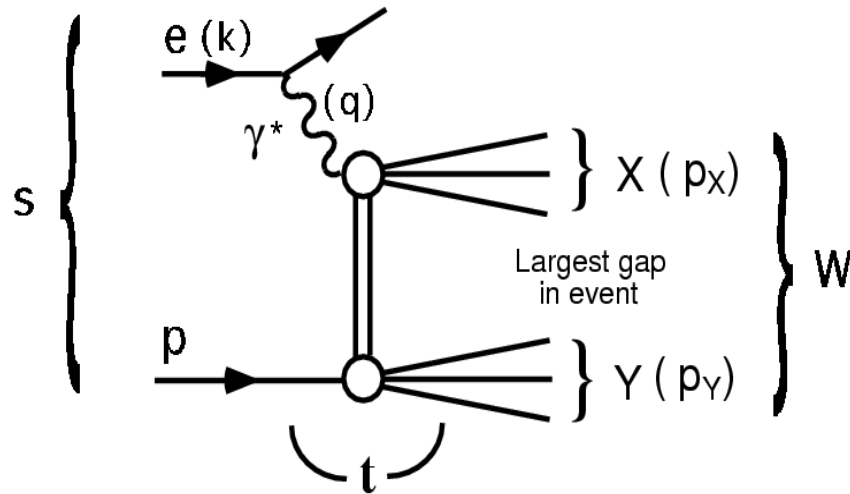 e (k)
(q)
γ*
X ( pX)
s
Largest gap
in event
W
p
Y ( pY)
t